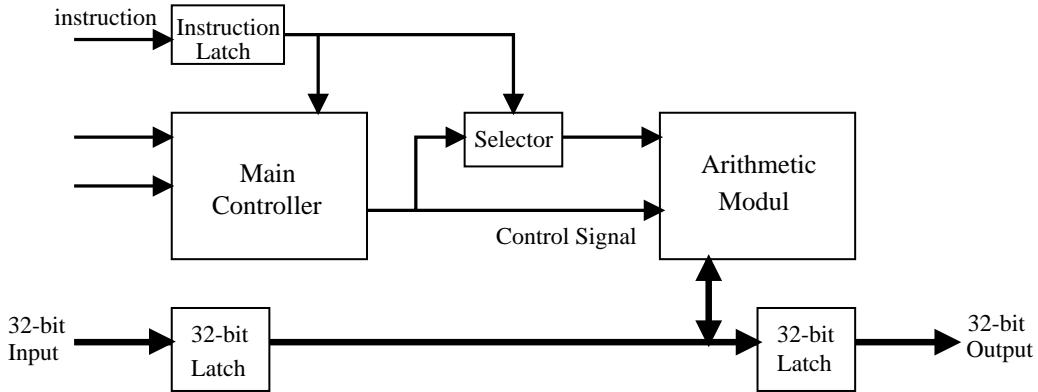 instruction
Instruction
Latch
Selector
Main
Controller
Arithmetic
Modul
Control Signal
32-bit
Input
32-bit
Latch
32-bit
Latch
32-bit
Output